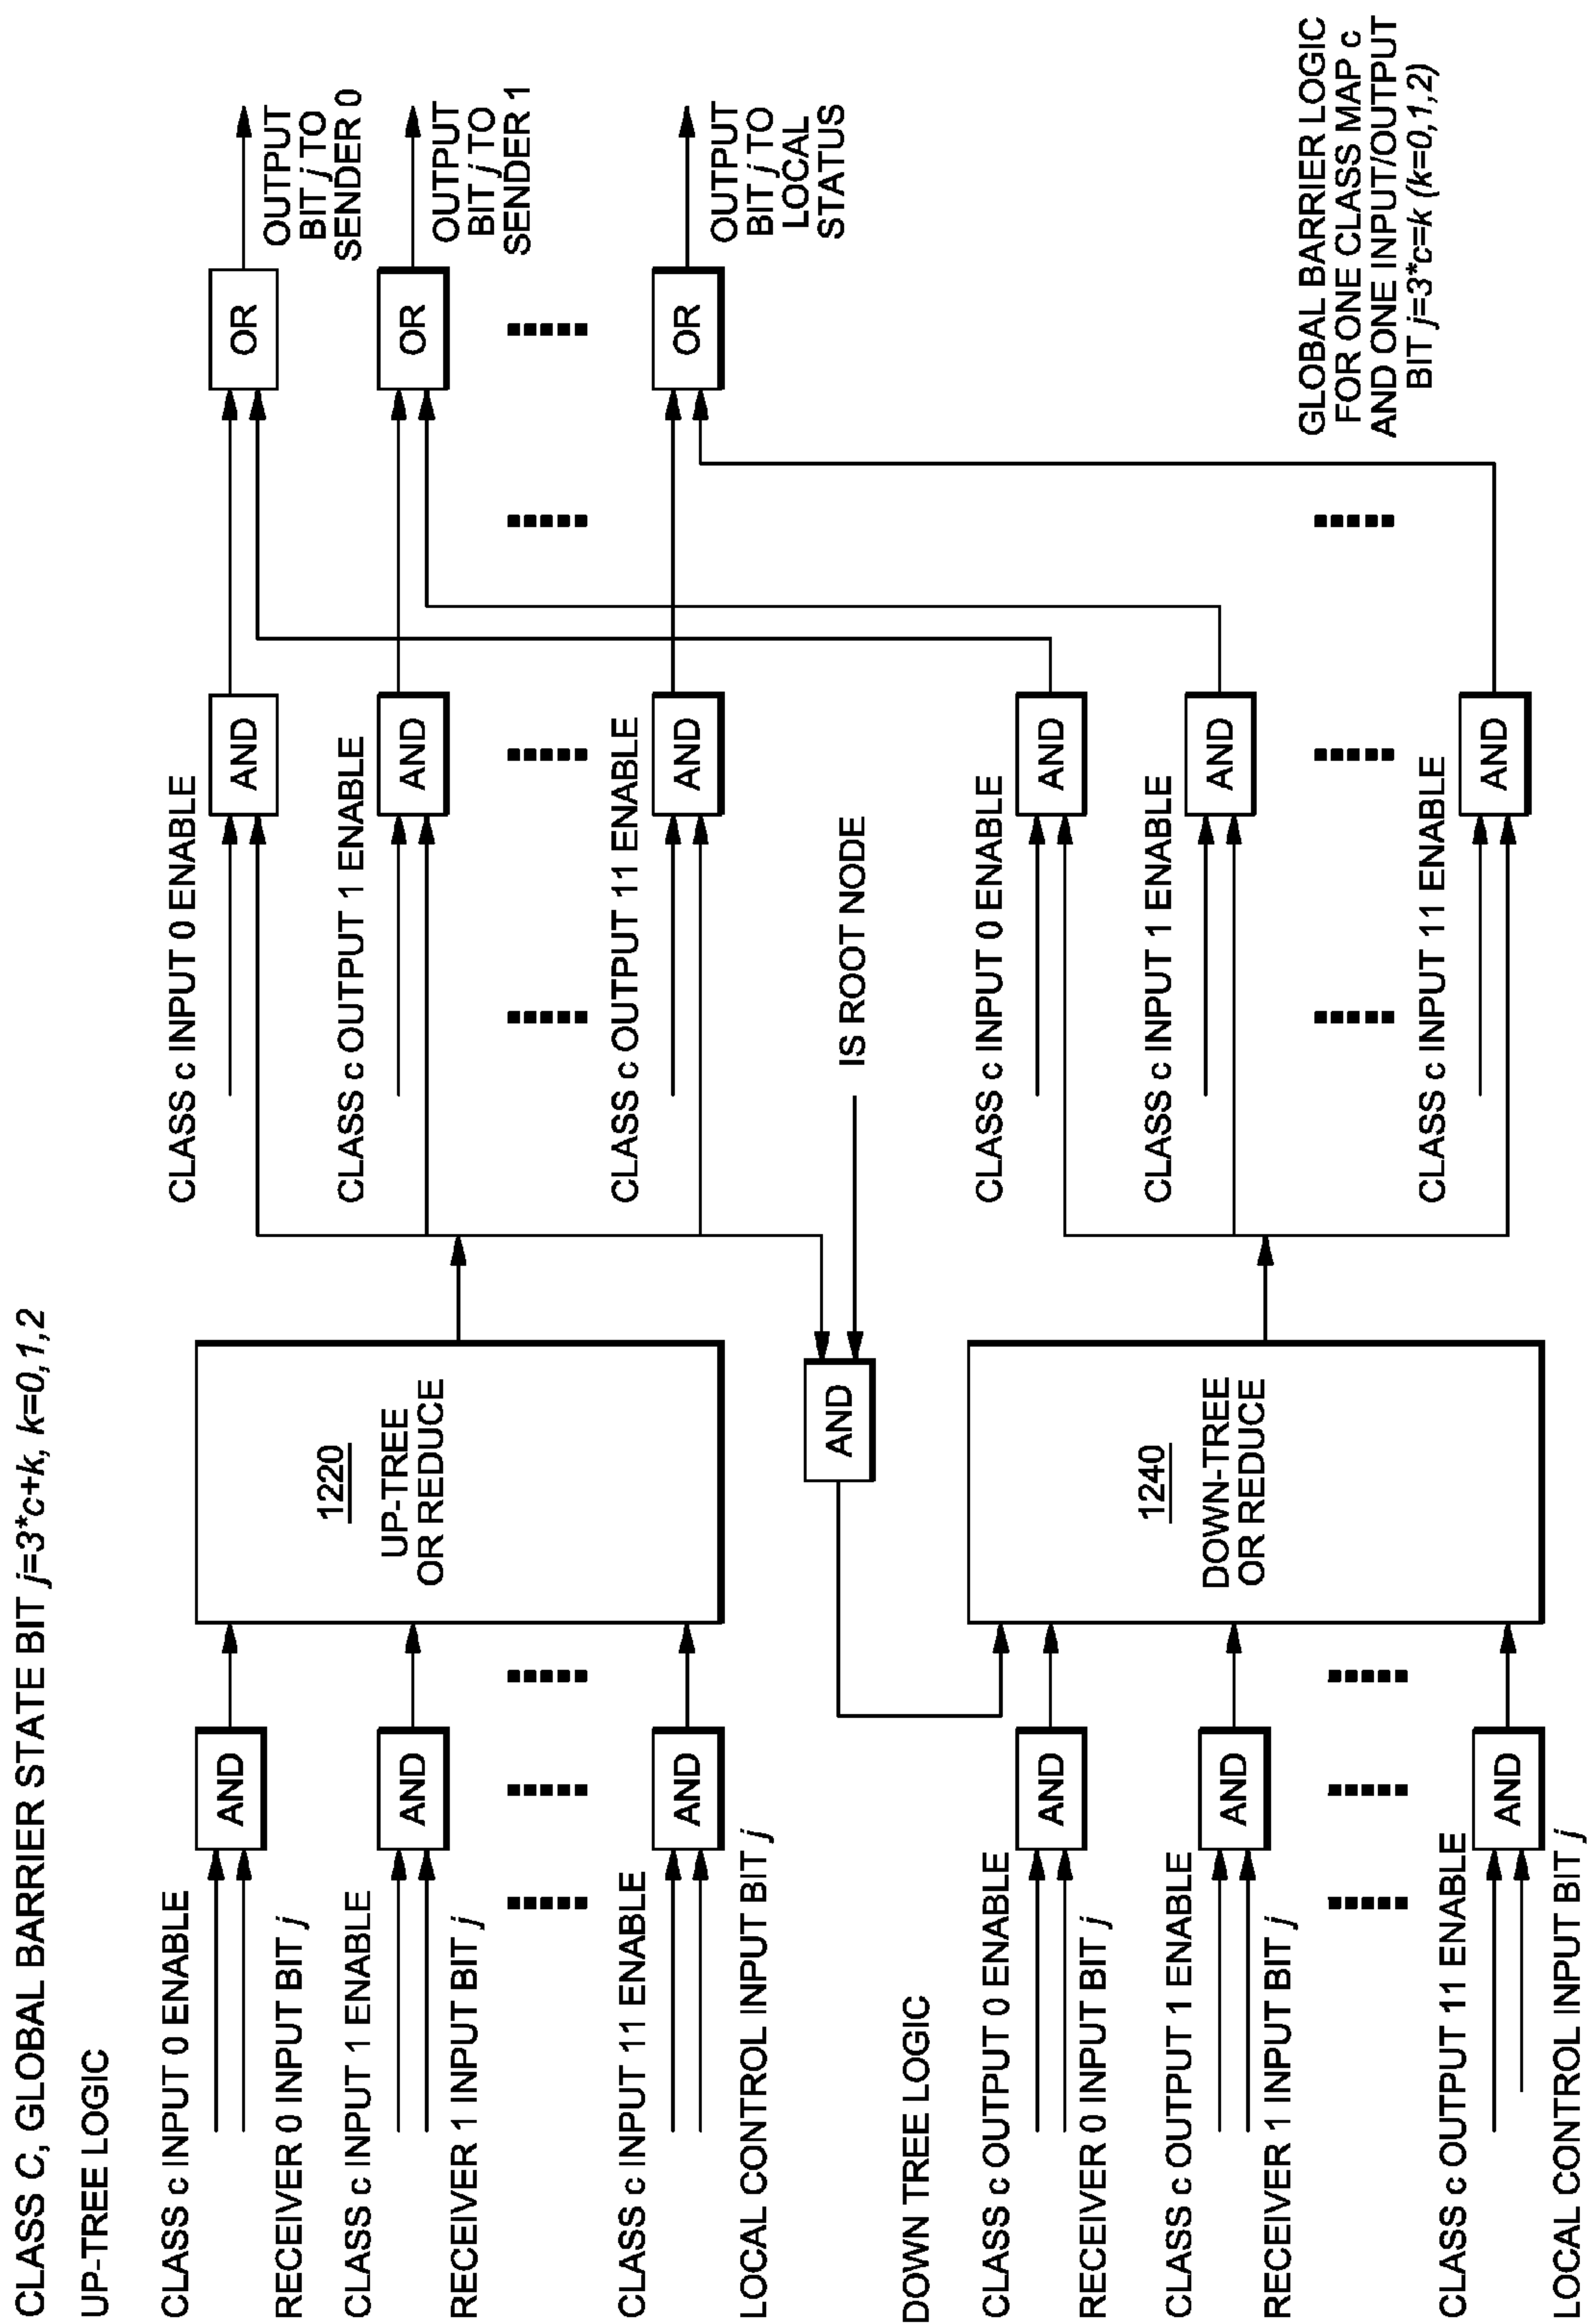 CLASS C, GLOBAL BARRIER STATE BIT j=3*c+k, k=0,1,2
UP-TREE LOGIC
CLASS c INPUT 0 ENABLE
RECEIVER 0 INPUT BIT j
AND
CLASS c INPUT 1 ENABLE
RECEIVER 1 INPUT BIT j
AND
CLASS c INPUT 11 ENABLE
LOCAL CONTROL INPUT BIT j
AND
1220
UP-TREE
OR REDUCE
CLASS c INPUT 0 ENABLE
AND
CLASS c OUTPUT 1 ENABLE
AND
CLASS c OUTPUT 11 ENABLE
AND
OR
OUTPUT
BIT j TO
SENDER 0
OR
OUTPUT
BIT j TO
SENDER 1
OR
OUTPUT
BIT j TO
LOCAL
STATUS
AND
IS ROOT NODE
DOWN TREE LOGIC
CLASS c OUTPUT 0 ENABLE
RECEIVER 0 INPUT BIT j
AND
CLASS c OUTPUT 1 ENABLE
RECEIVER 1 INPUT BIT j
AND
CLASS c OUTPUT 11 ENABLE
LOCAL CONTROL INPUT BIT j
AND
1240
DOWN-TREE
OR REDUCE
CLASS c INPUT 0 ENABLE
AND
CLASS c INPUT 1 ENABLE
AND
CLASS c INPUT 11 ENABLE
AND
GLOBAL BARRIER LOGIC
FOR ONE CLASS MAP c
AND ONE INPUT/OUTPUT
BIT j=3*c=k (k=0,1,2)